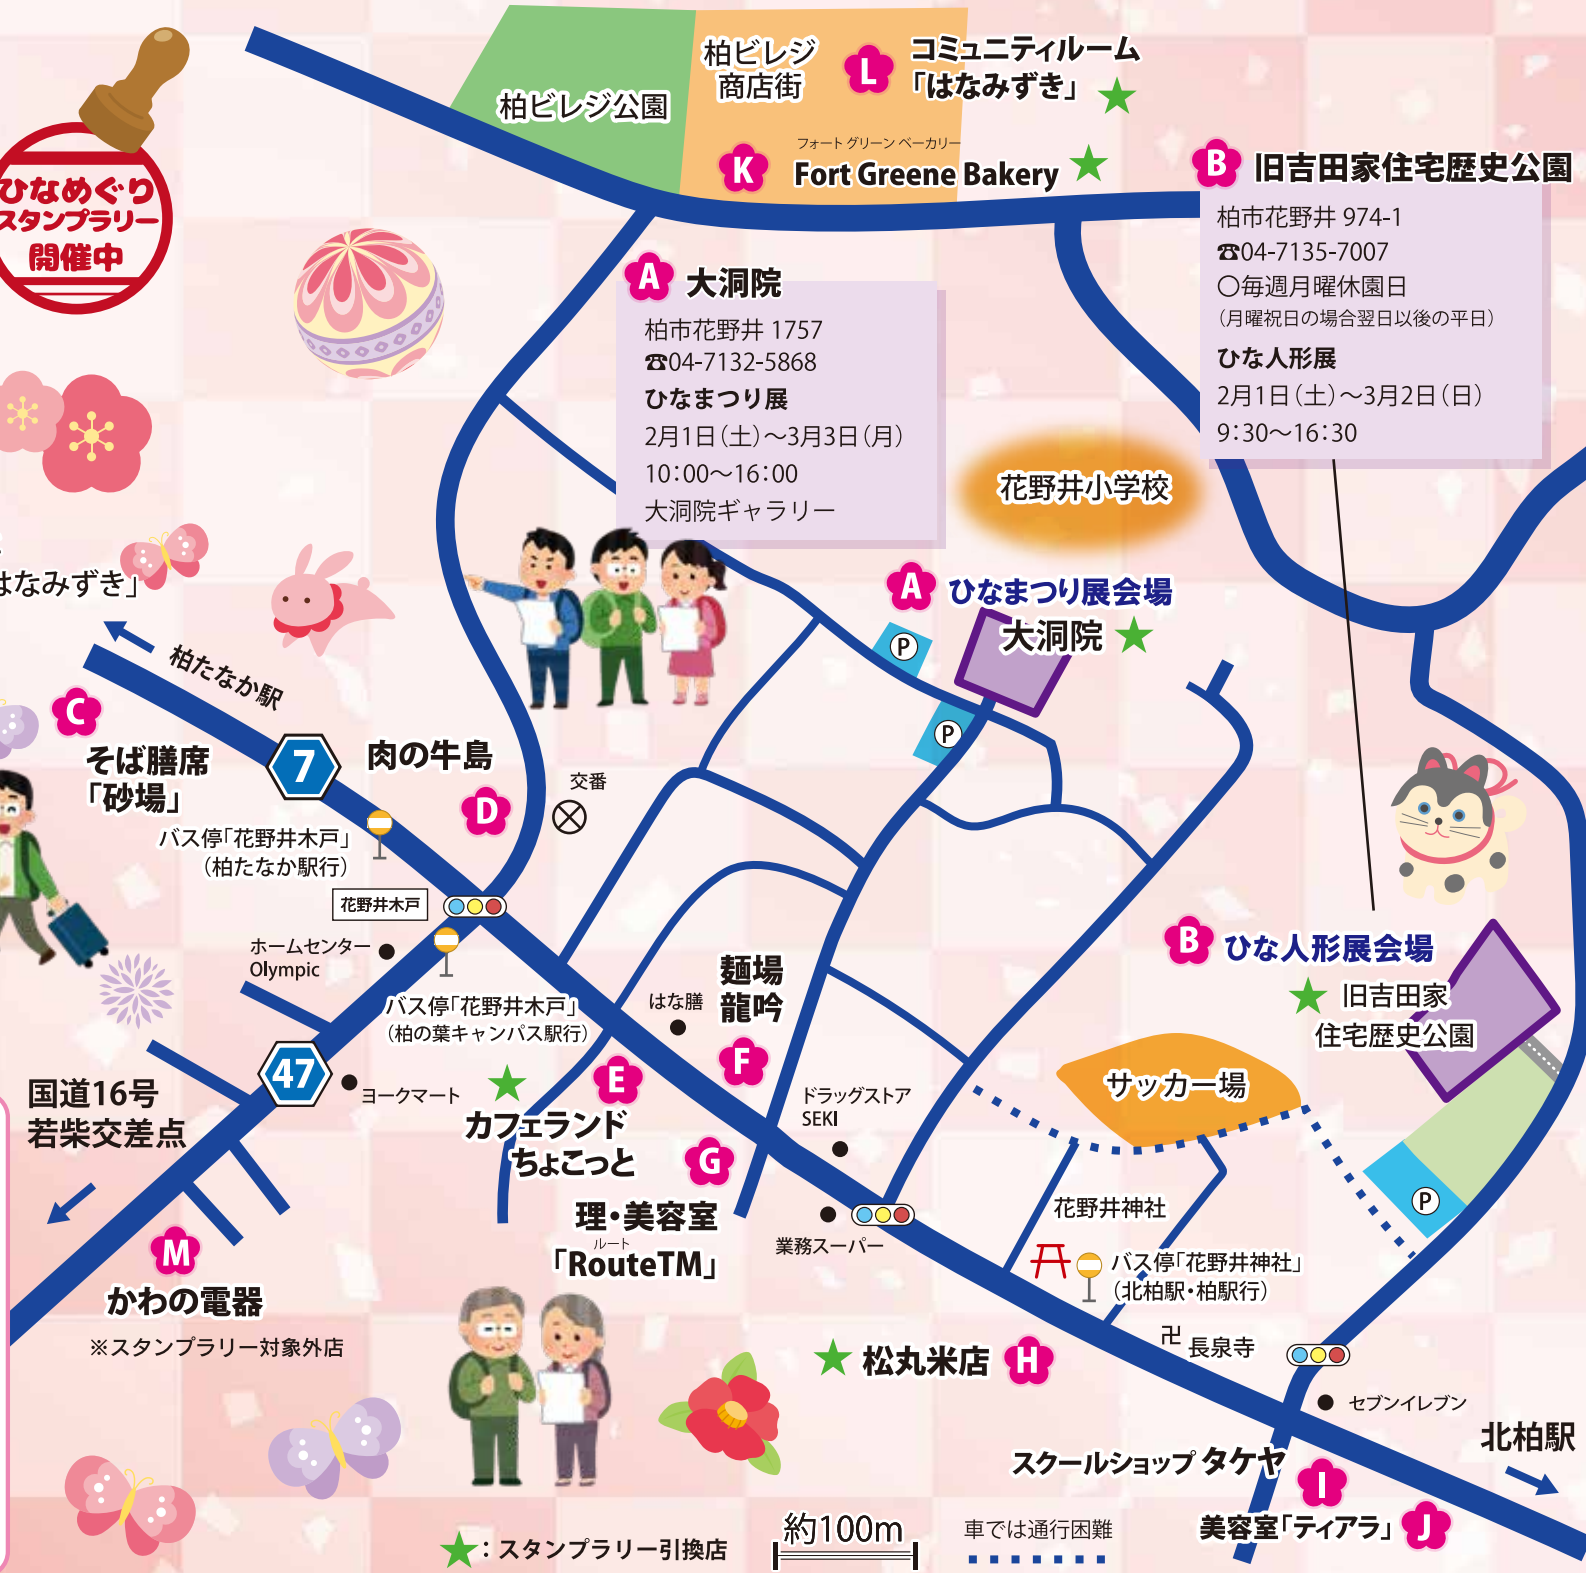 柏ビレジ公園
柏ビレジ
商店街
L
コミュニティルーム
「はなみずき」
K
フォート グリーン ベーカリー
Fort Greene Bakery
ひなめぐり
スタンプラリー
開催中
B
旧吉田家住宅歴史公園
柏市花野井 974-1
☎04-7135-7007
○毎週月曜休園日
（月曜祝日の場合翌日以後の平日）
ひな人形展
2月1日（土）～3月2日（日）
9：30～16：30
A
大洞院
柏市花野井 1757
☎04-7132-5868
ひなまつり展
2月1日（土）～3月3日（月）
10：00～16：00
大洞院ギャラリー
花野井小学校
はなみずき」
A
ひなまつり展会場
大洞院
P
P
柏たなか駅
C
そば膳席
「砂場」
7
肉の牛島
D
交番
バス停「花野井木戸」
（柏たなか駅行）
花野井木戸
ホームセンター
Olympic
バス停「花野井木戸」
（柏の葉キャンパス駅行）
はな膳
麺場
龍吟
F
B
ひな人形展会場
旧吉田家
住宅歴史公園
サッカー場
P
47
ヨークマート
国道16号
若柴交差点
E
カフェランド
ちょこっと
G
理・美容室
ルート
「RouteTM」
ドラッグストア
SEKI
業務スーパー
花野井神社
バス停「花野井神社」
（北柏駅・柏駅行）
卍 長泉寺
M
かわの電器
※スタンプラリー対象外店
松丸米店
H
セブンイレブン
北柏駅
スクールショップ タケヤ
I
美容室「ティアラ」
J
★：スタンプラリー引換店
約100m
車では通行困難